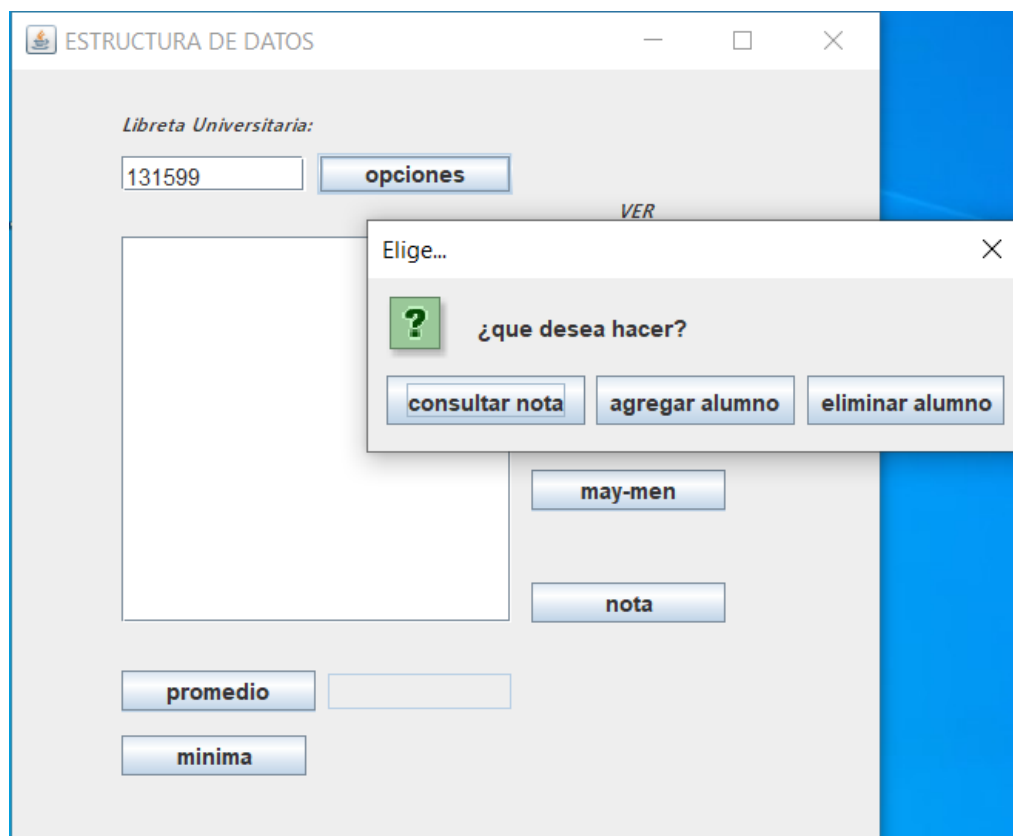 ESTRUCTURA DE DATOS
Libreta Universitaria:
131599
opciones
VER
Elige...
?
¿que desea hacer?
consultar nota
agregar alumno
eliminar alumno
may-men
nota
promedio
minima